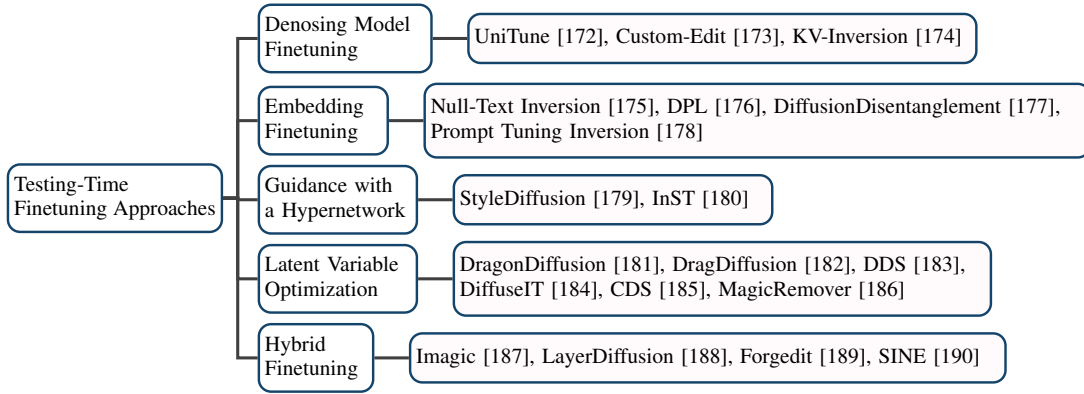 Denosing Model
Finetuning
UniTune [172], Custom-Edit [173], KV-Inversion [174]
Embedding
Finetuning
Null-Text Inversion [175], DPL [176], DiffusionDisentanglement [177],
Prompt Tuning Inversion [178]
Testing-Time
Finetuning Approaches
Guidance with
a Hypernetwork
StyleDiffusion [179], InST [180]
Latent Variable
Optimization
DragonDiffusion [181], DragDiffusion [182], DDS [183],
DiffuseIT [184], CDS [185], MagicRemover [186]
Hybrid
Finetuning
Imagic [187], LayerDiffusion [188], Forgedit [189], SINE [190]